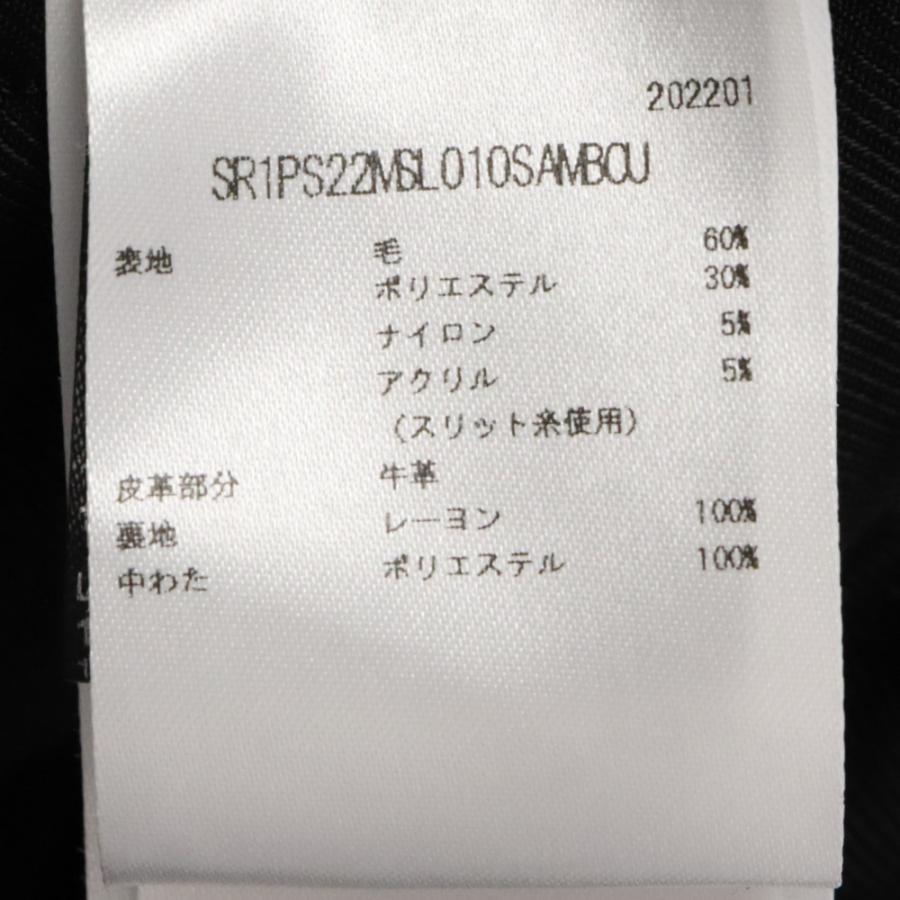 202201
SR1PS22MSL010SAMBCU
表地 毛 60%
ポリエステル 30%
ナイロン 5%
アクリル 5%
(スリット糸使用)
皮革部分 牛革
裏地 レーヨン 100%
中わた ポリエステル 100%